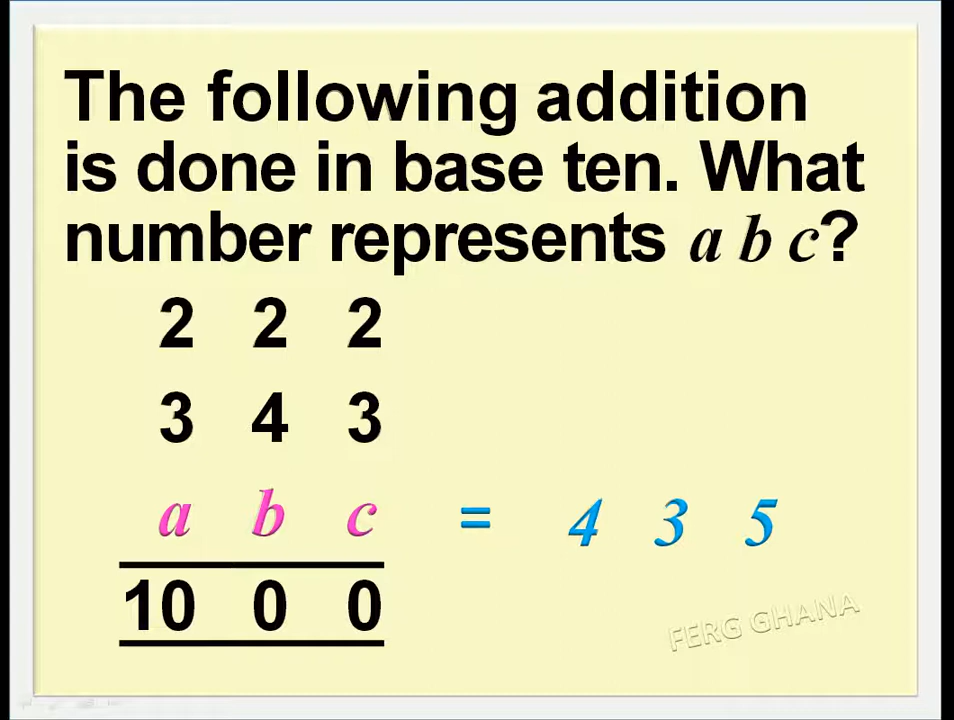 The following addition
is done in base ten. What
number represents a b c?
2 2 2
3 4 3
a b c = 4 3 5
10 0 0
FERG GHANA